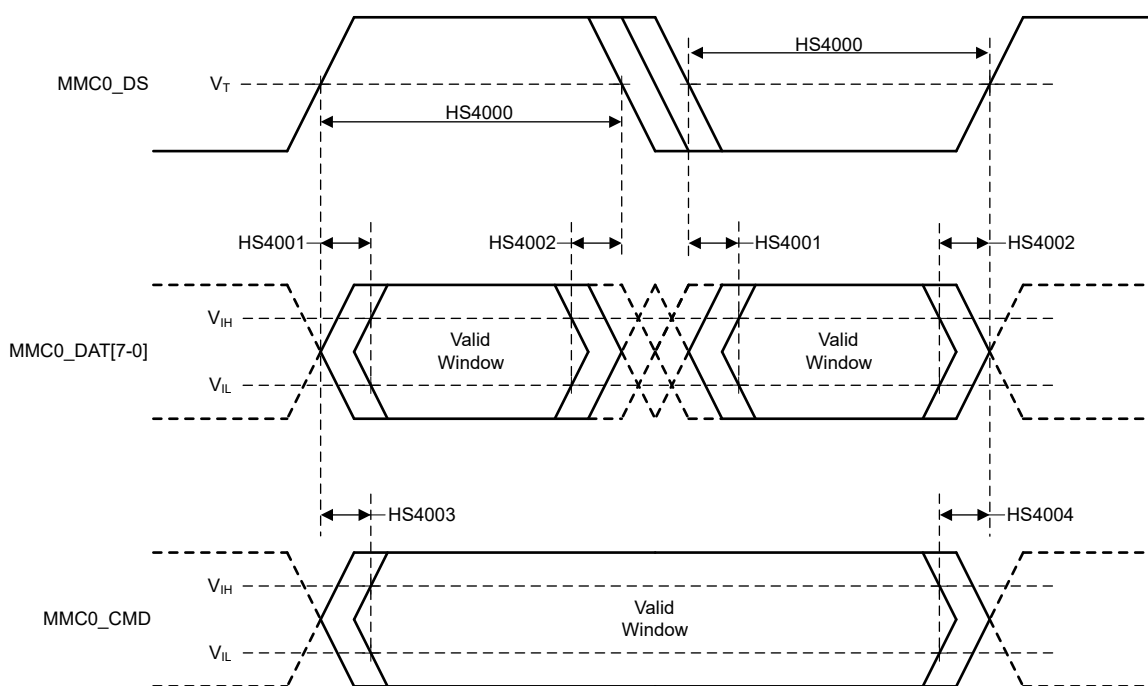 HS4000
MMC0_DS
VT
HS4000
HS4001
HS4002
HS4001
HS4002
VIH
MMC0_DAT[7-0]
Valid
Window
Valid
Window
VIL
HS4003
HS4004
VIH
MMC0_CMD
Valid
Window
VIL